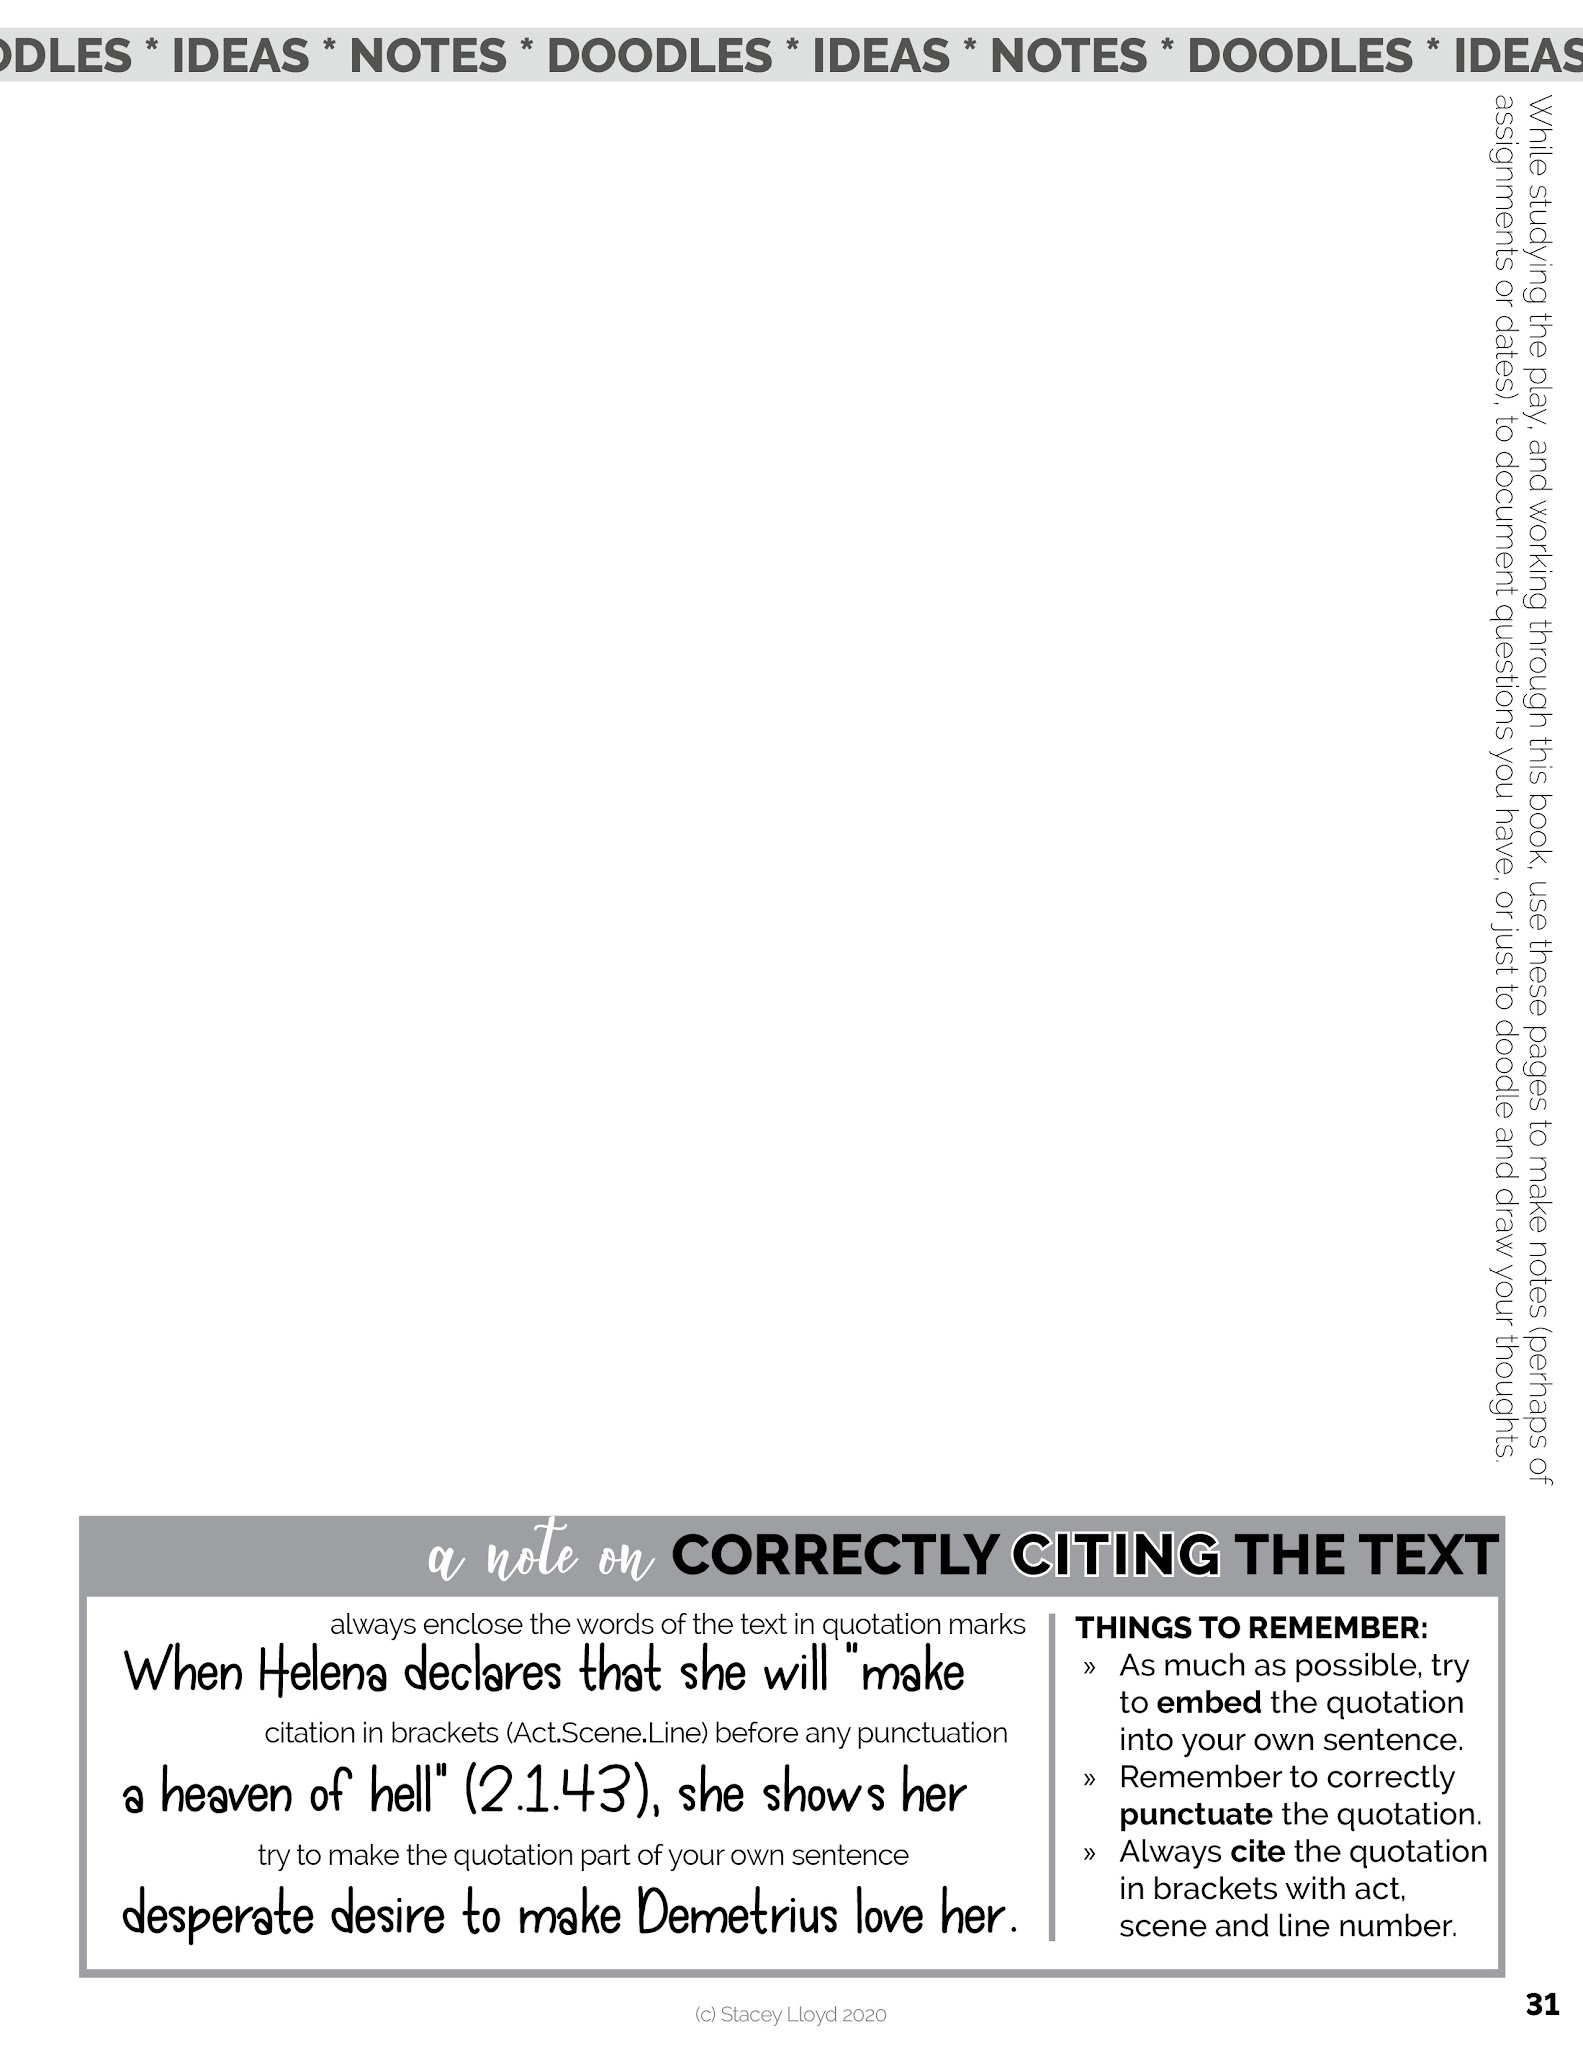 ODLES * IDEAS * NOTES * DOODLES * IDEAS * NOTES * DOODLES * IDEAS
While studying the play, and working through this book, use these pages to make notes (perhaps of
assignments or dates), to document questions you have, or just to doodle and draw your thoughts.
a note on CORRECTLY CITING THE TEXT
always enclose the words of the text in quotation marks
When Helena declares that she will "make
citation in brackets (Act.Scene.Line) before any punctuation
a heaven of hell" (2.1.43), she shows her
try to make the quotation part of your own sentence
desperate desire to make Demetrius love her.
THINGS TO REMEMBER:
» As much as possible, try
to embed the quotation
into your own sentence.
» Remember to correctly
punctuate the quotation.
» Always cite the quotation
in brackets with act,
scene and line number.
(c) Stacey Lloyd 2020
31